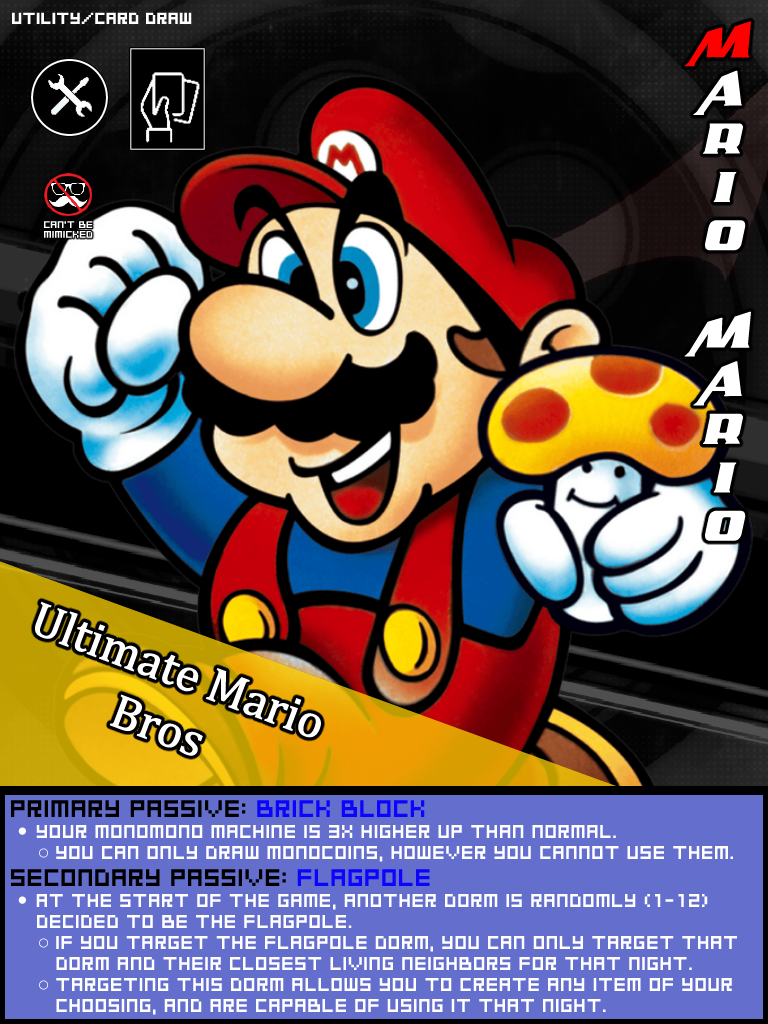 UTILITY/CARD DRAW
M
CAN'T BE
MIMICKED
MARIO
MARIO
Ultimate Mario
Bros
PRIMARY PASSIVE: BRICK BLOCK
• YOUR MONOMONO MACHINE IS 3X HIGHER UP THAN NORMAL.
○ YOU CAN ONLY DRAW MONOCOINS, HOWEVER YOU CANNOT USE THEM.
SECONDARY PASSIVE: FLAGPOLE
• AT THE START OF THE GAME, ANOTHER DORM IS RANDOMLY (1-12)
DECIDED TO BE THE FLAGPOLE.
○ IF YOU TARGET THE FLAGPOLE DORM, YOU CAN ONLY TARGET THAT
DORM AND THEIR CLOSEST LIVING NEIGHBORS FOR THAT NIGHT.
○ TARGETING THIS DORM ALLOWS YOU TO CREATE ANY ITEM OF YOUR
CHOOSING, AND ARE CAPABLE OF USING IT THAT NIGHT.